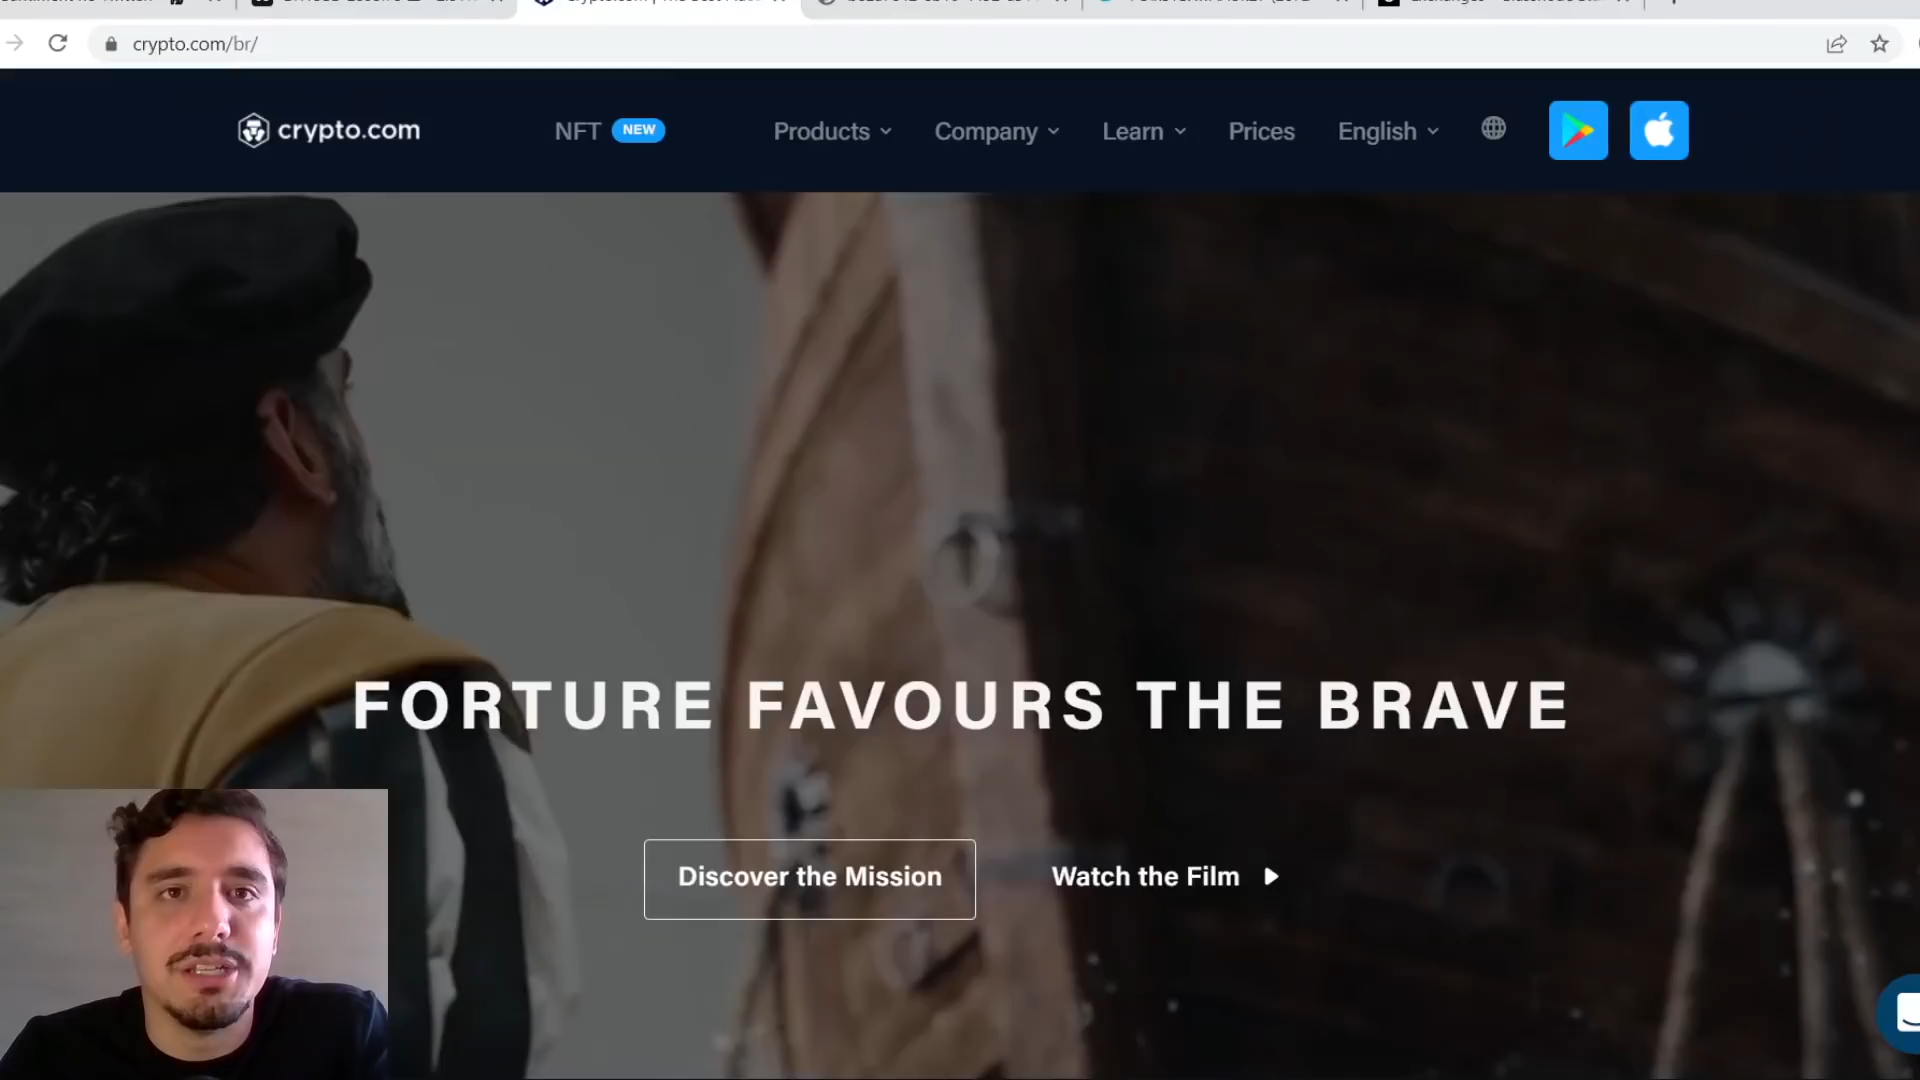 crypto.com/br/
crypto.com
NFT NEW
Products
Company
Learn
Prices
English
FORTURE FAVOURS THE BRAVE
Discover the Mission
Watch the Film